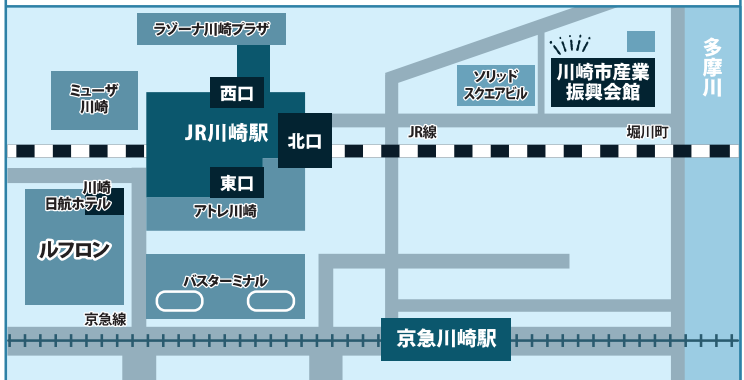 ラゾーナ川崎プラザ
多摩川
ミューザ
川崎
西口
ソリッド
スクエアビル
川崎市産業
振興会館
JR川崎駅
北口
JR線
堀川町
東口
川崎
日航ホテル
アトレ川崎
ルフロン
バスターミナル
京急線
京急川崎駅